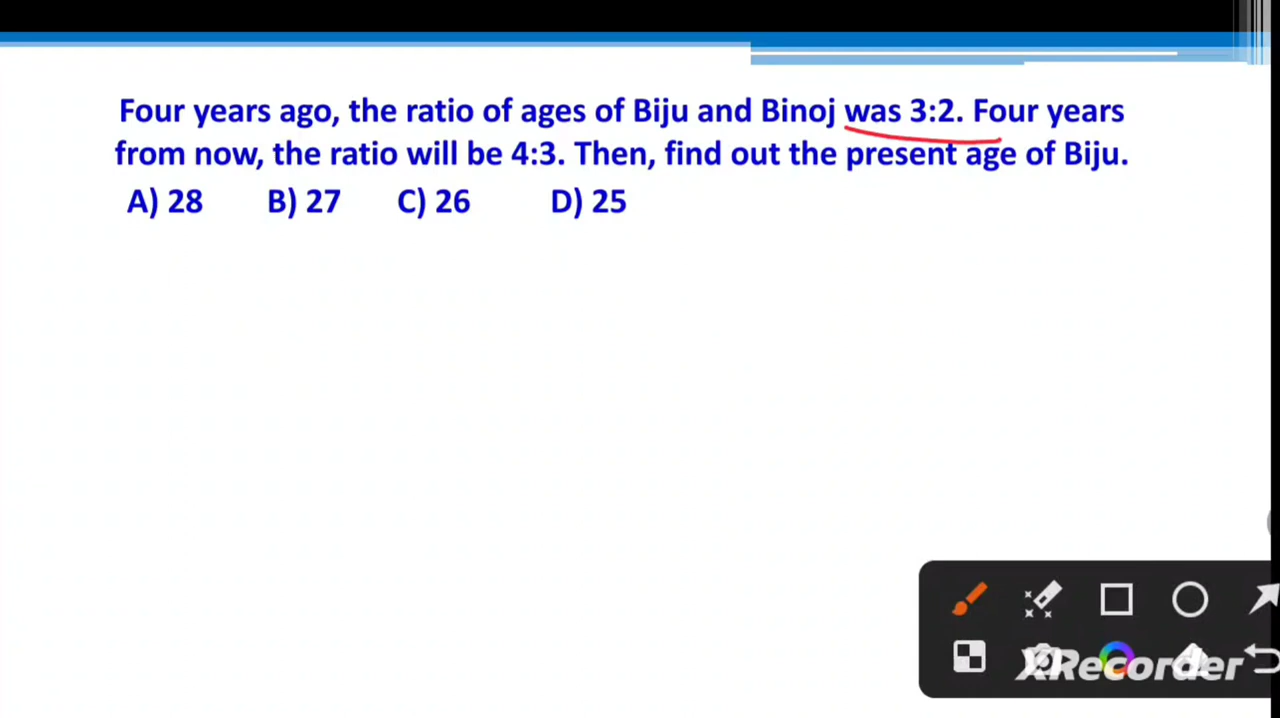 Four years ago, the ratio of ages of Biju and Binoj was 3:2. Four years
from now, the ratio will be 4:3. Then, find out the present age of Biju.
A) 28 B) 27 C) 26 D) 25
XRecorder